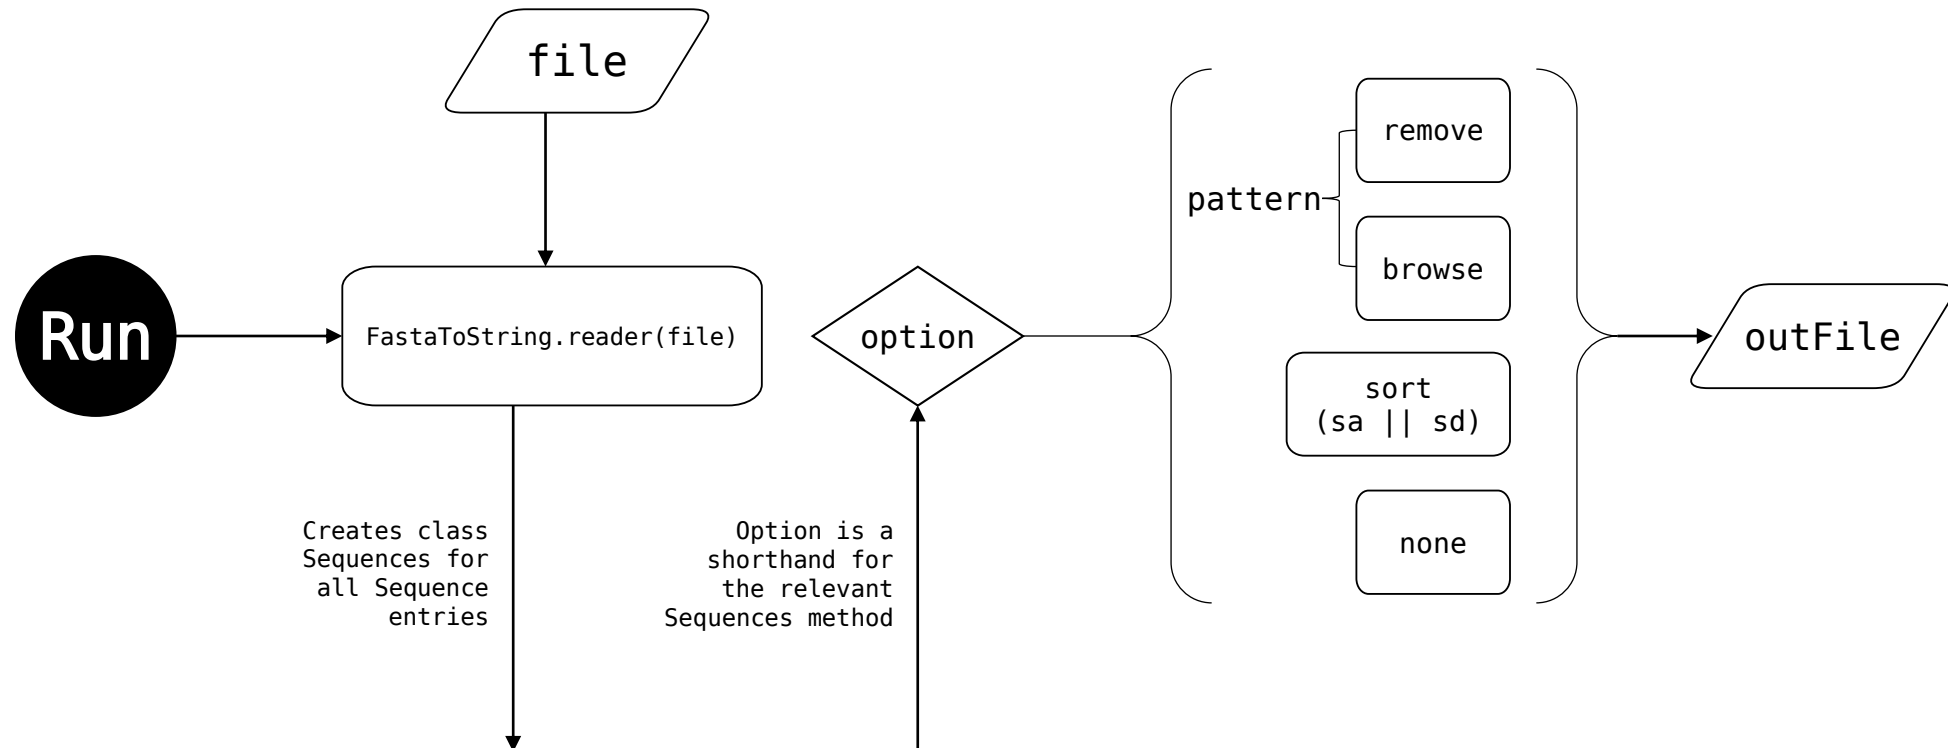 file
remove
pattern
browse
Run
FastaToString.reader(file)
option
outFile
sort
(sa || sd)
none
Creates class
Sequences for
all Sequence
entries
Option is a
shorthand for
the relevant
Sequences method